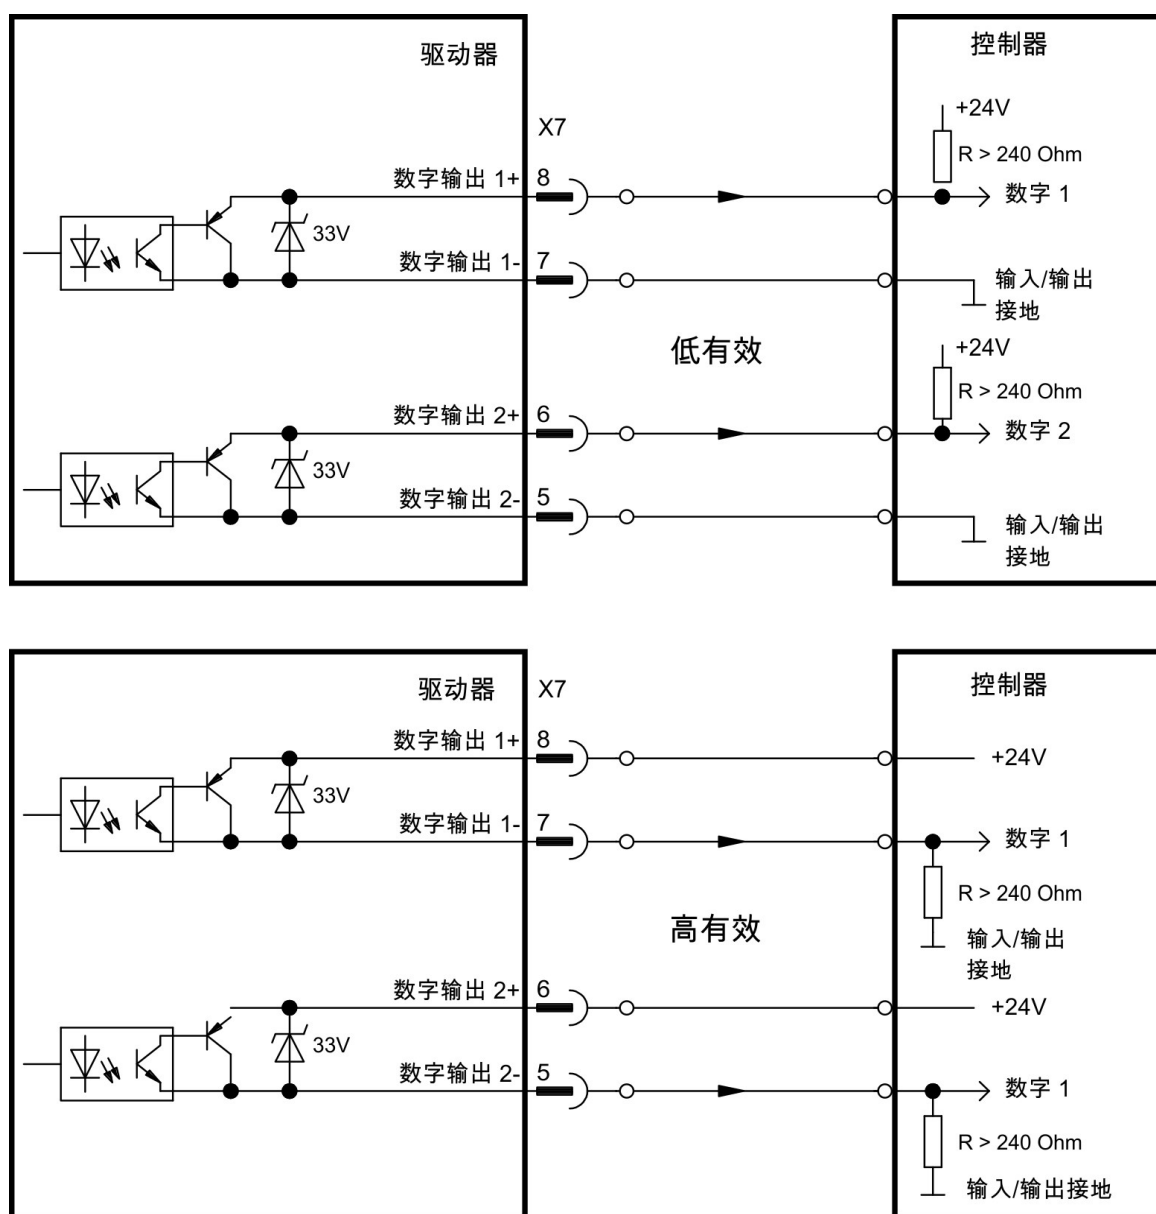 驱动器
控制器
X7
+24V
R > 240 Ohm
数字输出 1+
8
数字 1
33V
数字输出 1-
7
输入/输出
接地
低有效
+24V
R > 240 Ohm
数字输出 2+
6
数字 2
33V
数字输出 2-
5
输入/输出
接地
驱动器
X7
控制器
数字输出 1+
8
+24V
33V
数字输出 1-
7
数字 1
R > 240 Ohm
高有效
输入/输出
接地
数字输出 2+
6
+24V
33V
数字输出 2-
5
数字 1
R > 240 Ohm
输入/输出接地